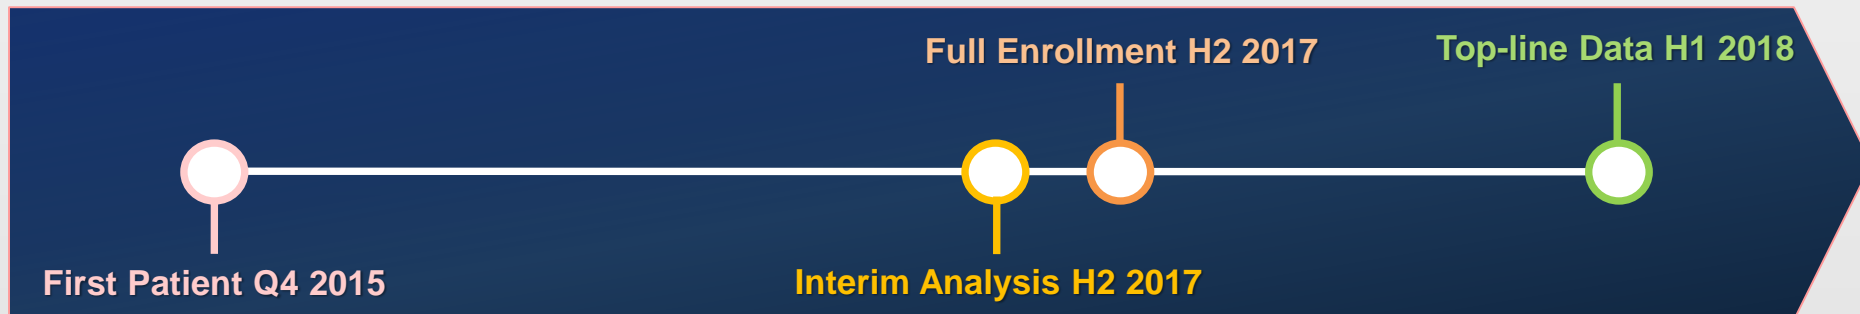 Full Enrollment H2 2017
Top-line Data H1 2018
First Patient Q4 2015
Interim Analysis H2 2017